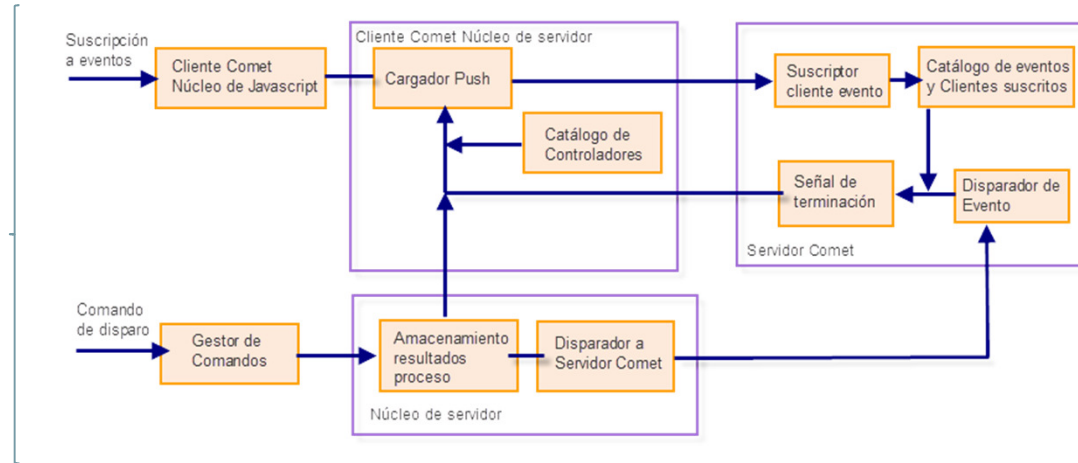 Suscripción
a eventos
Cliente Comet
Núcleo de Javascript
Cliente Comet Núcleo de servidor
Cargador Push
Catálogo de
Controladores
Suscriptor
cliente evento
Catálogo de eventos
y Clientes suscritos
Señal de
terminación
Disparador de
Evento
Servidor Comet
Comando
de disparo
Gestor de
Comandos
Amacenamiento
resultados
proceso
Disparador a
Servidor Comet
Núcleo de servidor